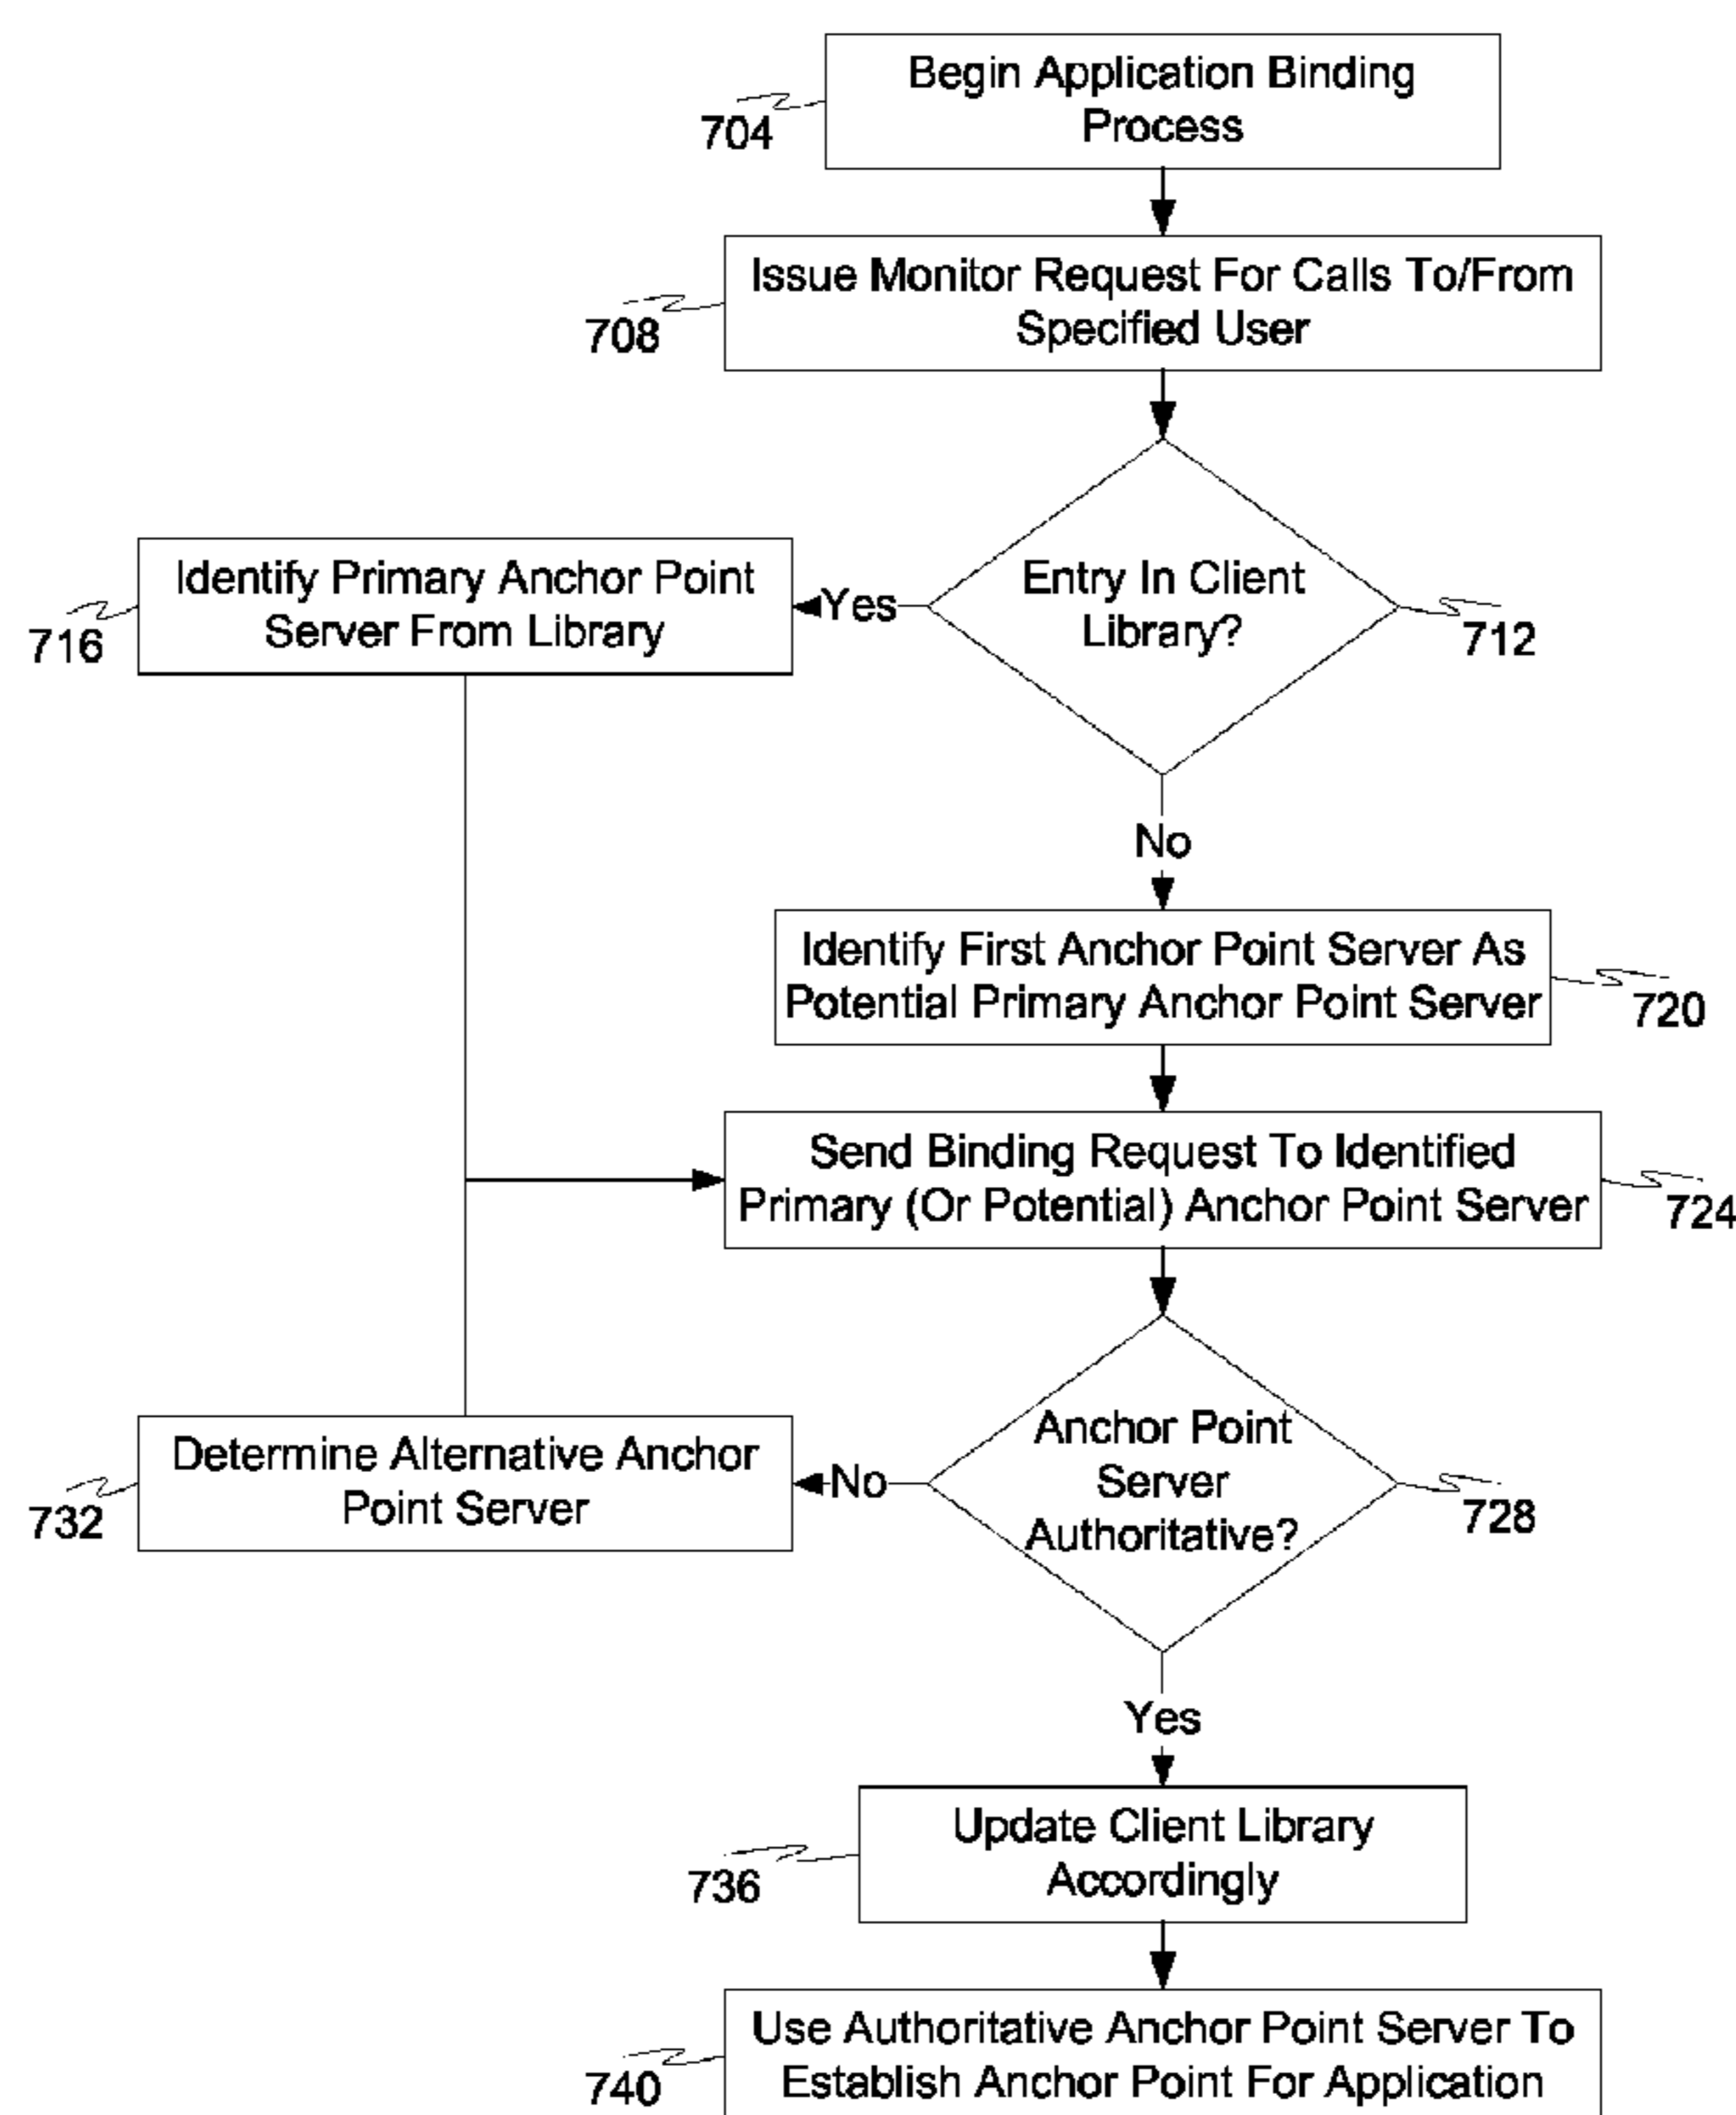 Begin Application Binding
Process
704
Issue Monitor Request For Calls To/From
Specified User
708
Entry In Client
Library?
712
Yes
Identify Primary Anchor Point
Server From Library
716
No
Identify First Anchor Point Server As
Potential Primary Anchor Point Server
720
Send Binding Request To Identified
Primary (Or Potential) Anchor Point Server
724
Anchor Point
Server
Authoritative?
728
No
Determine Alternative Anchor
Point Server
732
Yes
Update Client Library
Accordingly
736
Use Authoritative Anchor Point Server To
Establish Anchor Point For Application
740